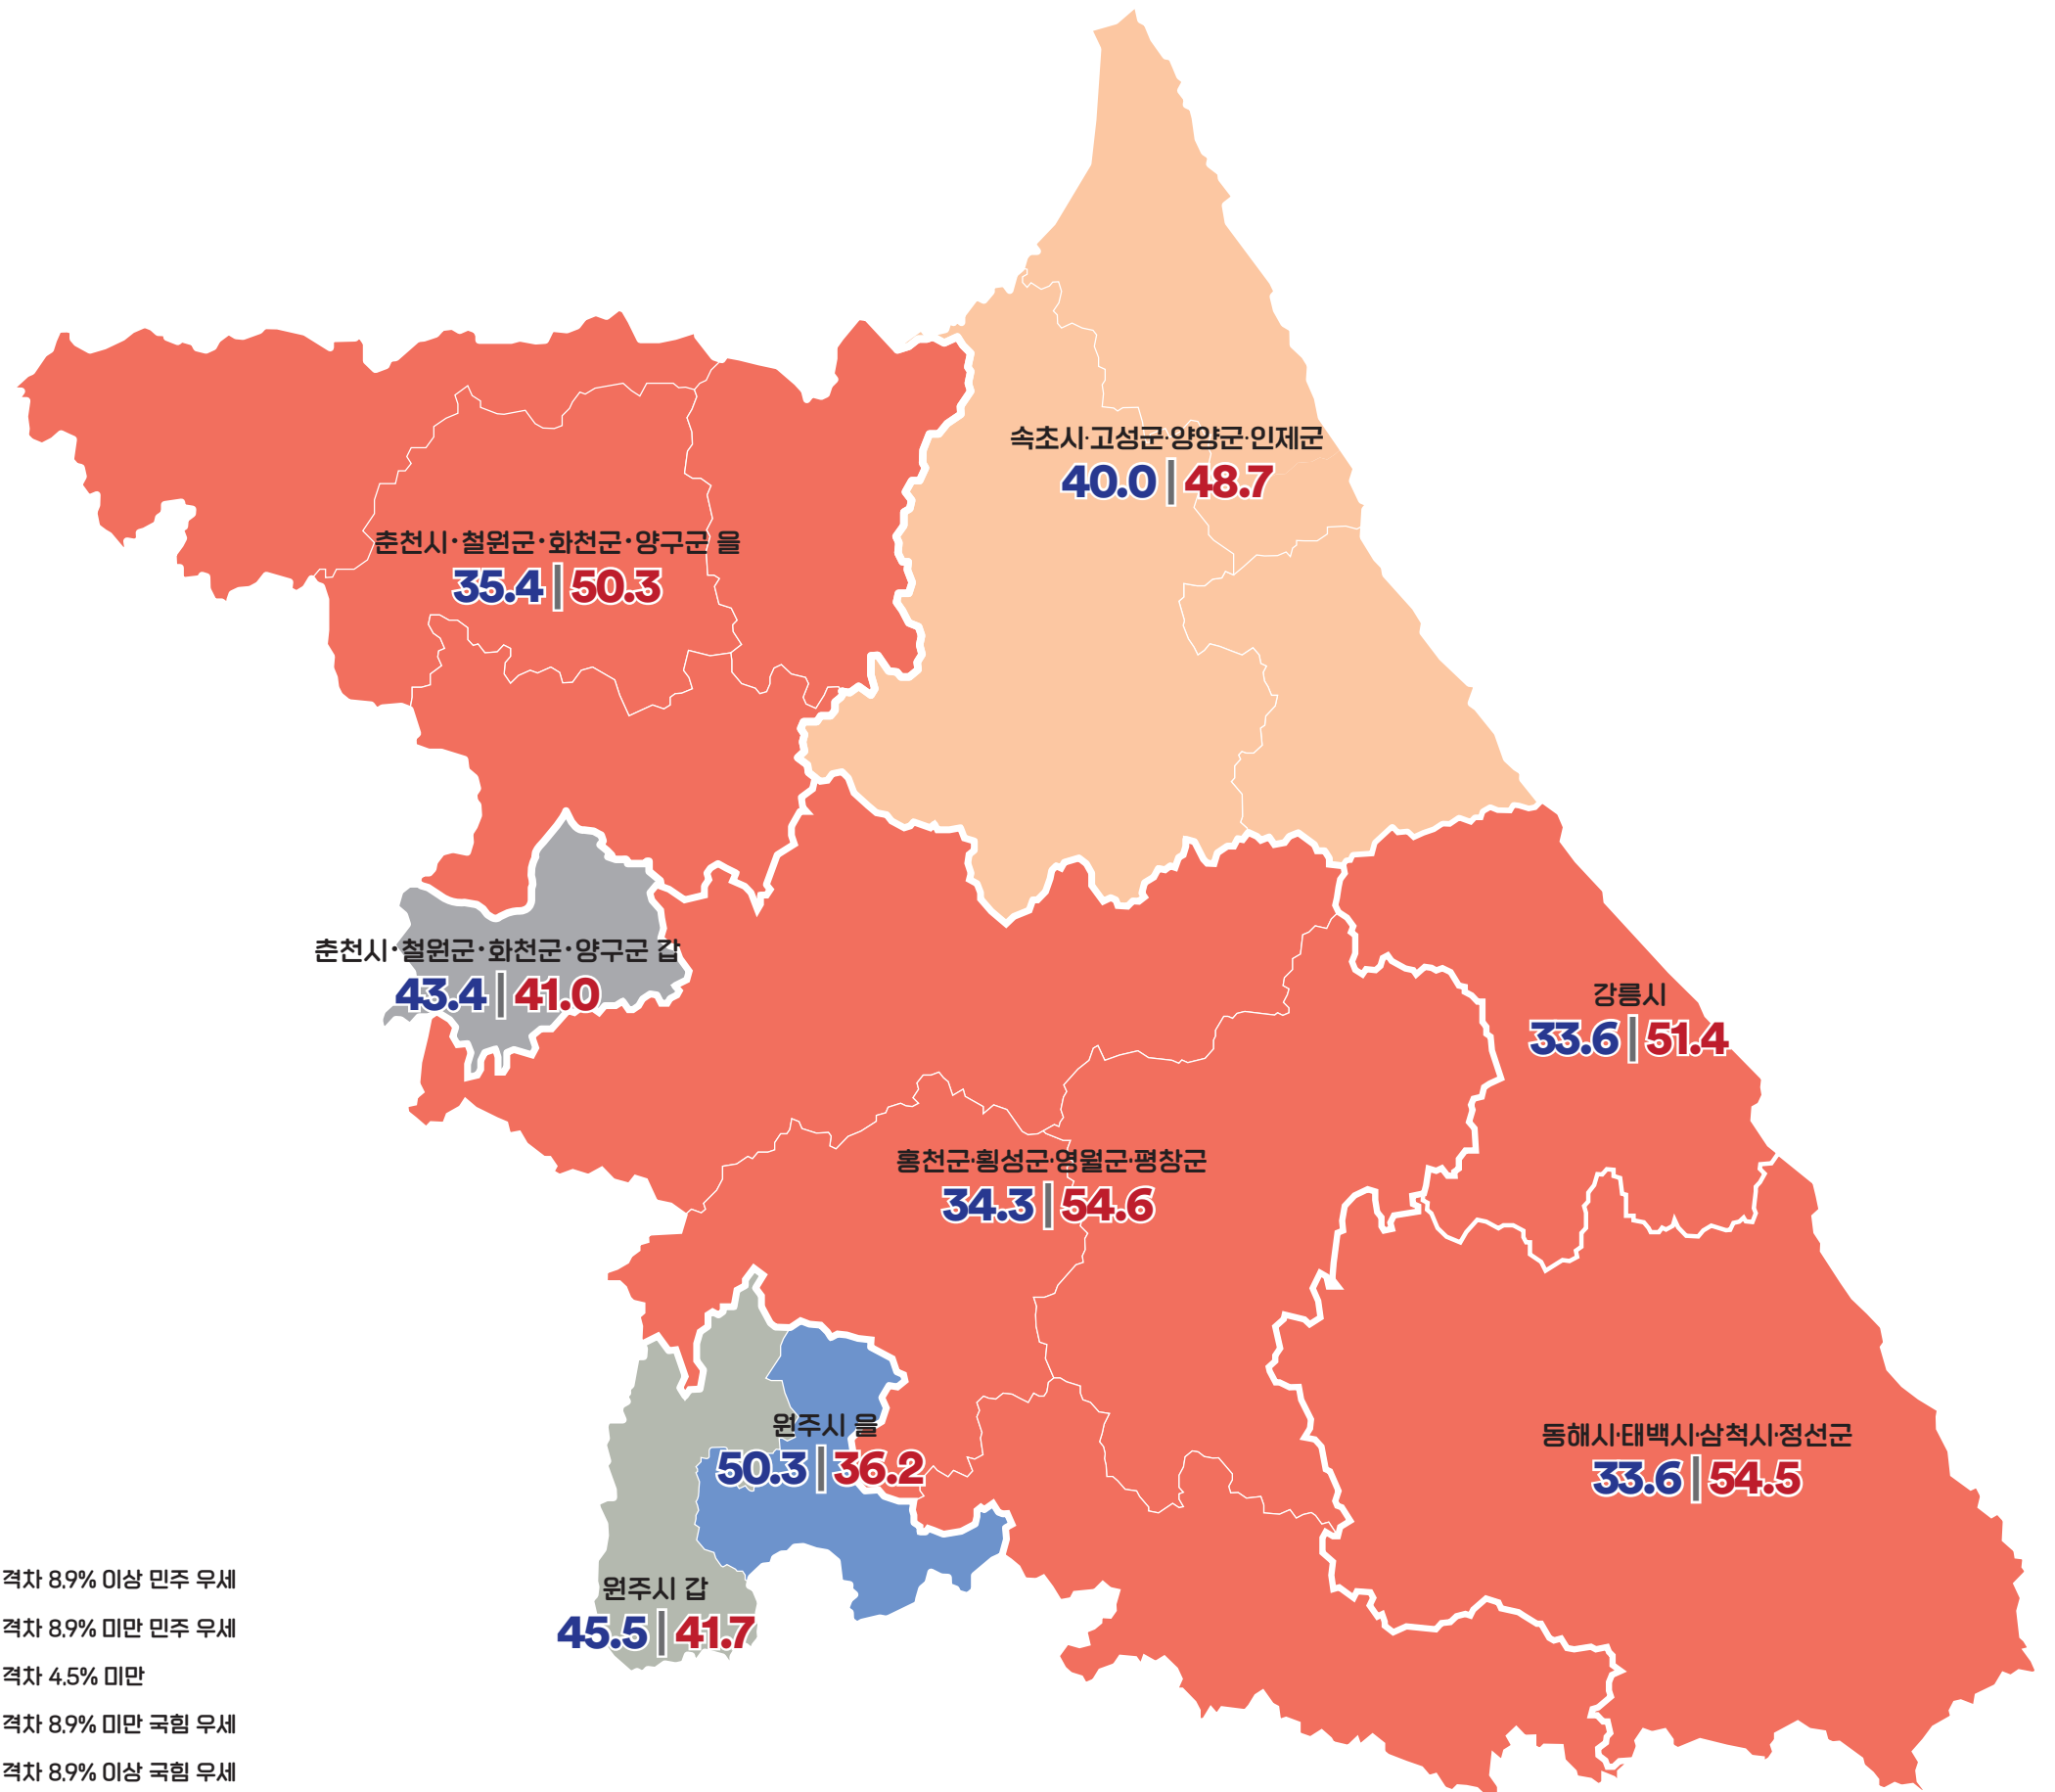 속초시·고성군·양양군·인제군
40.0 | 48.7
춘천시·철원군·화천군·양구군 을
35.4 | 50.3
춘천시·철원군·화천군·양구군 갑
43.4 | 41.0
강릉시
33.6 | 51.4
홍천군·횡성군·영월군·평창군
34.3 | 54.6
원주시 을
50.3 | 36.2
동해시·태백시·삼척시·정선군
33.6 | 54.5
원주시 갑
45.5 | 41.7
격차 8.9% 이상 민주 우세
격차 8.9% 미만 민주 우세
격차 4.5% 미만
격차 8.9% 미만 국힘 우세
격차 8.9% 이상 국힘 우세